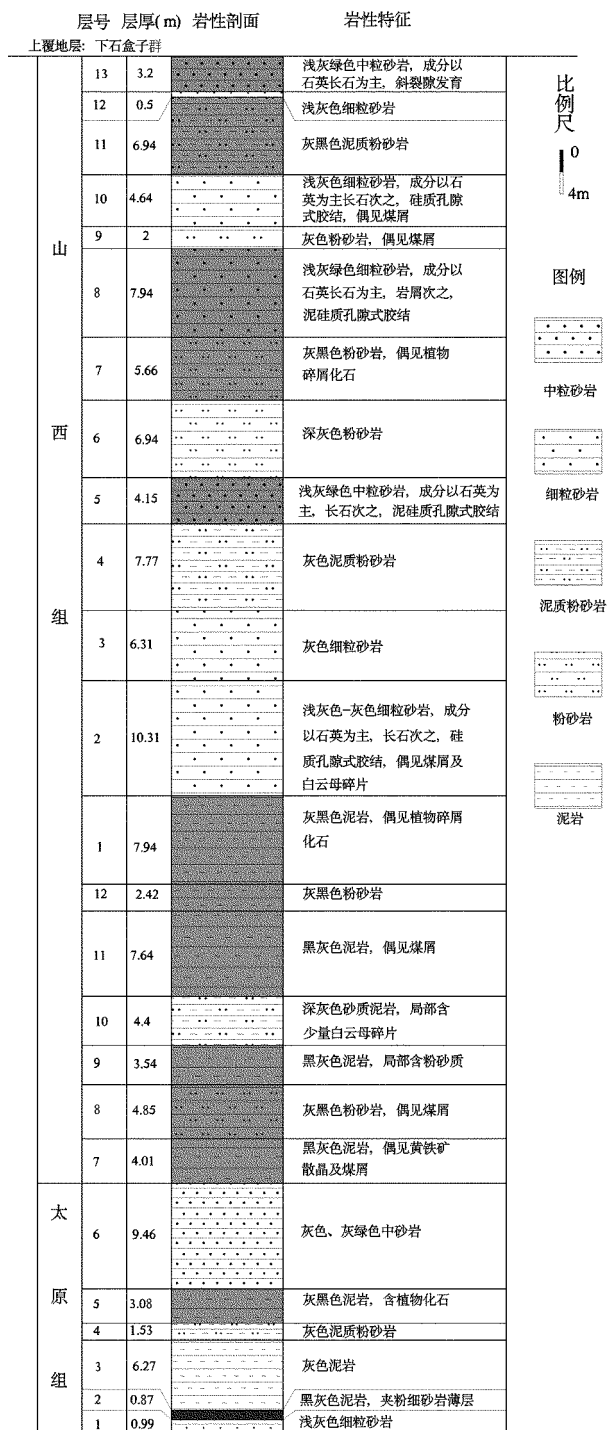 层号 层厚(m) 岩性剖面 岩性特征
上覆地层: 下石盒子群
山西组
13 3.2 浅灰绿色中粒砂岩, 成分以
石英长石为主, 斜裂隙发育
12 0.5 浅灰色细粒砂岩
11 6.94 灰黑色泥质粉砂岩
10 4.64 浅灰色细粒砂岩, 成分以石
英为主长石次之, 硅质孔隙
式胶结, 偶见煤屑
9 2 灰色粉砂岩, 偶见煤屑
8 7.94 浅灰绿色细粒砂岩, 成分以
石英长石为主, 岩屑次之,
泥硅质孔隙式胶结
7 5.66 灰黑色粉砂岩, 偶见植物
碎屑化石
6 6.94 深灰色粉砂岩
5 4.15 浅灰绿色中粒砂岩, 成分以石英为
主, 长石次之, 泥硅质孔隙式胶结
4 7.77 灰色泥质粉砂岩
3 6.31 灰色细粒砂岩
2 10.31 浅灰色-灰色细粒砂岩, 成分
以石英为主, 长石次之, 硅
质孔隙式胶结, 偶见煤屑及
白云母碎片
1 7.94 灰黑色泥岩, 偶见植物碎屑
化石
12 2.42 灰黑色粉砂岩
11 7.64 黑灰色泥岩, 偶见煤屑
10 4.4 深灰色砂质泥岩, 局部含
少量白云母碎片
9 3.54 黑灰色泥岩, 局部含粉砂质
8 4.85 灰黑色粉砂岩, 偶见煤屑
7 4.01 黑灰色泥岩, 偶见黄铁矿
散晶及煤屑
太原组
6 9.46 灰色、灰绿色中砂岩
5 3.08 灰黑色泥岩, 含植物化石
4 1.53 灰色泥质粉砂岩
3 6.27 灰色泥岩
2 0.87 黑灰色泥岩, 夹粉细砂岩薄层
1 0.99 浅灰色细粒砂岩
比例尺
0
4m
图例
中粒砂岩
细粒砂岩
泥质粉砂岩
粉砂岩
泥岩